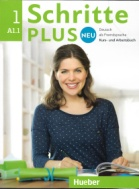 1
A1.1
Schritte
PLUS NEU
Deutsch
als Fremdsprache
Kurs- und Arbeitsbuch
Hueber